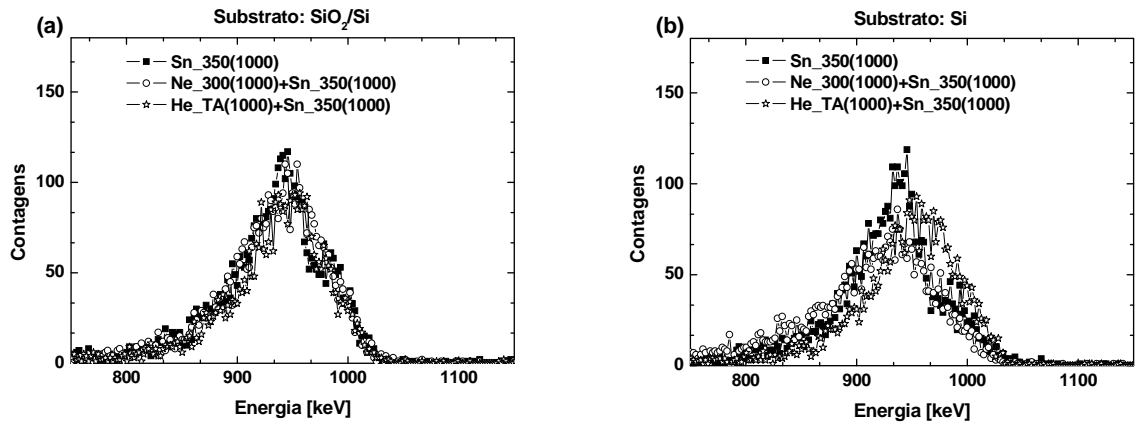 (a)
Substrato: SiO2/Si
Sn_350(1000)
Ne_300(1000)+Sn_350(1000)
He_TA(1000)+Sn_350(1000)
150
100
50
0
Contagens
800 900 1000 1100
Energia [keV]
(b)
Substrato: Si
Sn_350(1000)
Ne_300(1000)+Sn_350(1000)
He_TA(1000)+Sn_350(1000)
150
100
50
0
Contagens
800 900 1000 1100
Energia [keV]